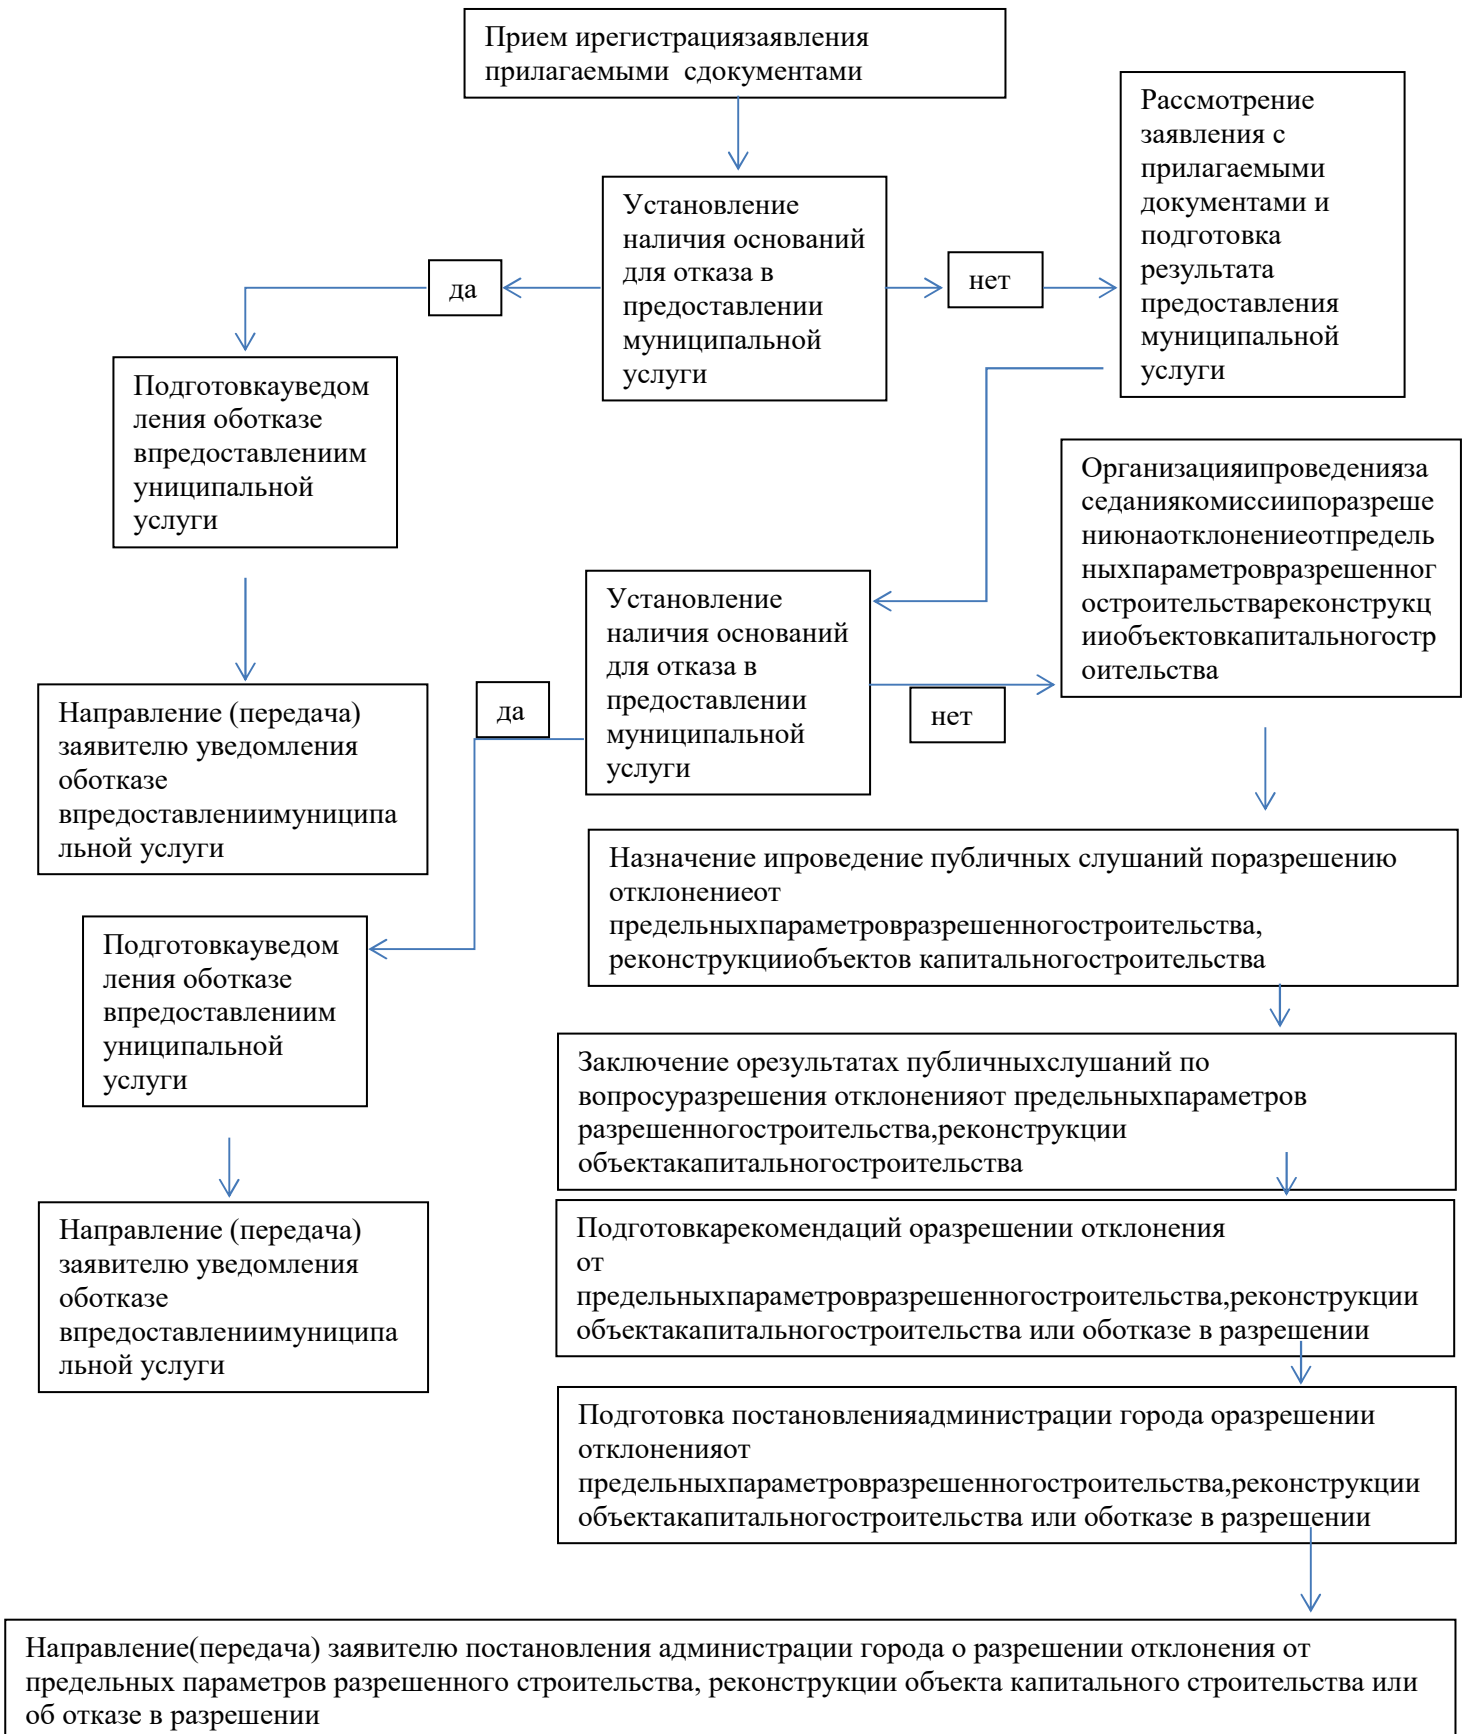 Прием ирегистрациязаявления
прилагаемыми сдокументами
Рассмотрение
заявления с
прилагаемыми
документами и
подготовка
результата
предоставления
муниципальной
услуги
Установление
наличия оснований
для отказа в
предоставлении
муниципальной
услуги
да
нет
Подготовкауведом
ления оботказе
впредоставлениим
униципальной
услуги
Организацияипроведенияза
седаниякомиссиипоразреше
ниюнаотклонениеотпредель
ныхпараметровразрешенног
остроительствареконструкц
ииобъектовкапитальногостр
оительства
Установление
наличия оснований
для отказа в
предоставлении
муниципальной
услуги
да
нет
Направление (передача)
заявителю уведомления
оботказе
впредоставлениимуниципа
льной услуги
Назначение ипроведение публичных слушаний поразрешению
отклонениеот
предельныхпараметровразрешенногостроительства,
реконструкцииобъектов капитальногостроительства
Подготовкауведом
ления оботказе
впредоставлениим
униципальной
услуги
Заключение орезультатах публичныхслушаний по
вопросуразрешения отклоненияот предельныхпараметров
разрешенногостроительства,реконструкции
объектакапитальногостроительства
Направление (передача)
заявителю уведомления
оботказе
впредоставлениимуниципа
льной услуги
Подготовкарекомендаций оразрешении отклонения
от
предельныхпараметровразрешенногостроительства,реконструкции
объектакапитальногостроительства или оботказе в разрешении
Подготовка постановленияадминистрации города оразрешении
отклоненияот
предельныхпараметровразрешенногостроительства,реконструкции
объектакапитальногостроительства или оботказе в разрешении
Направление(передача) заявителю постановления администрации города о разрешении отклонения от
предельных параметров разрешенного строительства, реконструкции объекта капитального строительства или
об отказе в разрешении